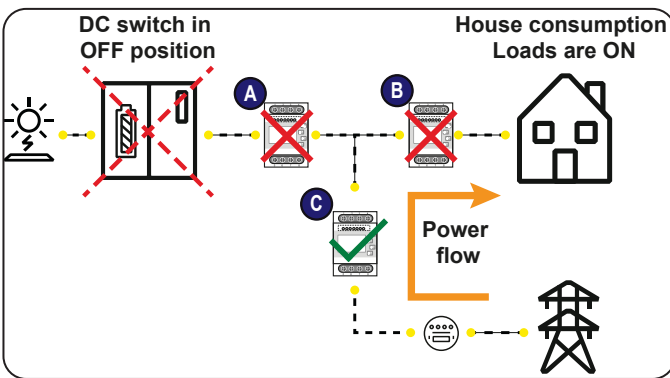 DC switch in
OFF position
House consumption
Loads are ON
A
B
C
Power
flow